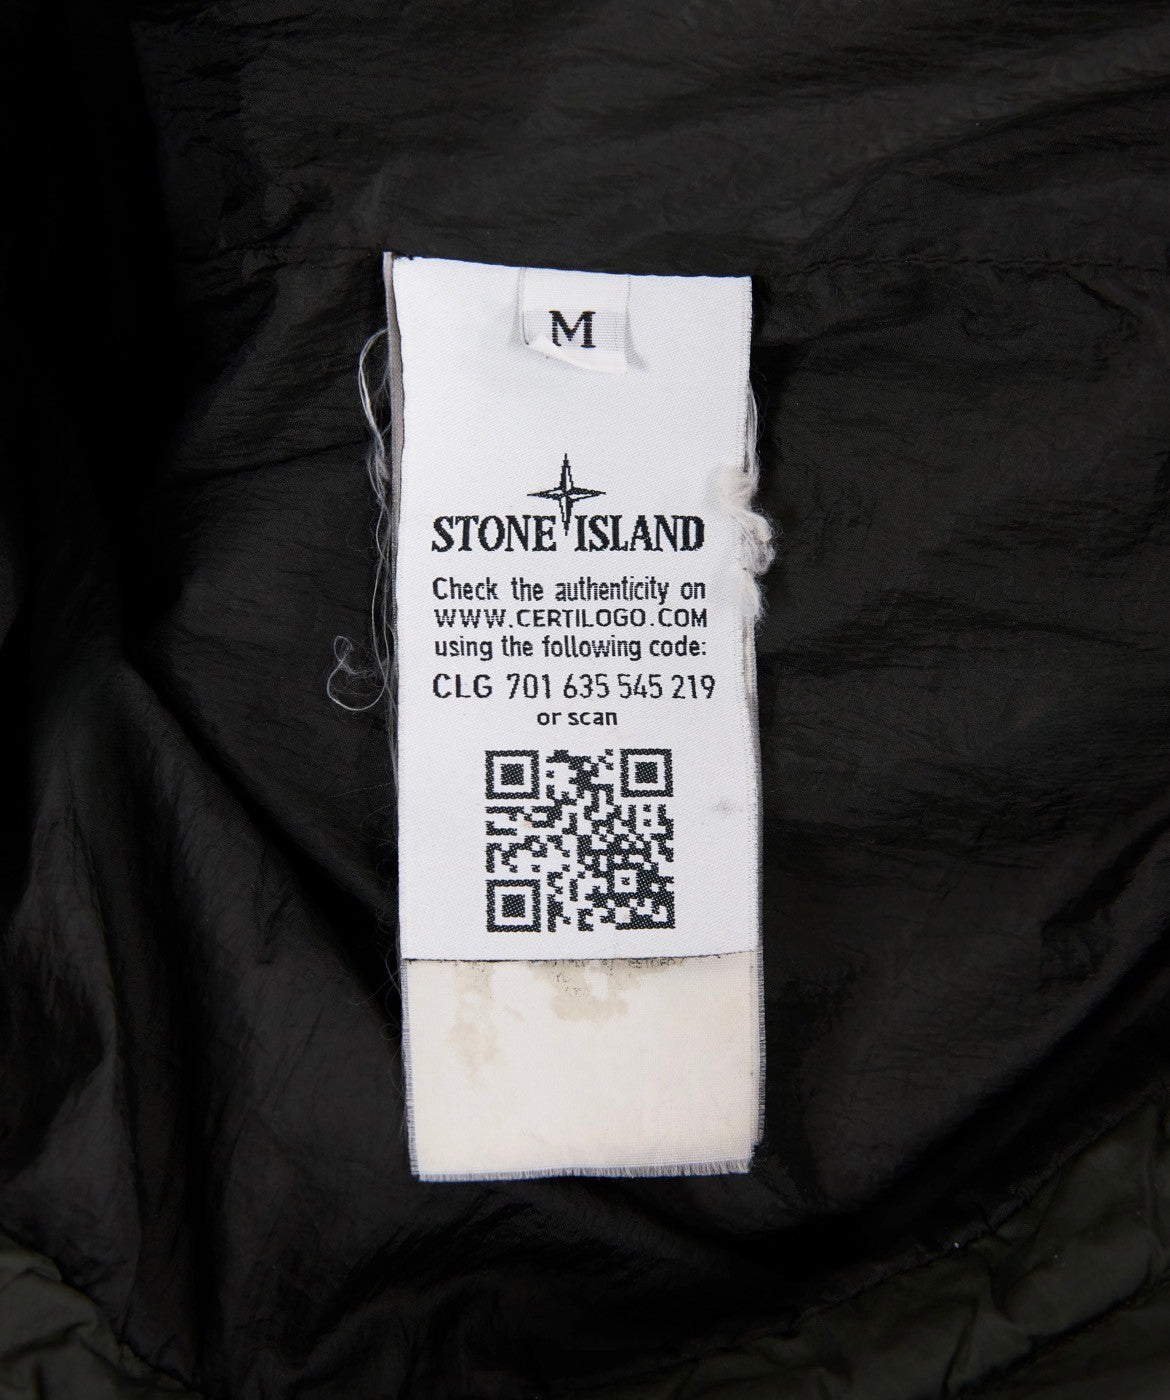 M
STONE ISLAND
Check the authenticity on
WWW.CERTILOGO.COM
using the following code:
CLG 701 635 545 219
or scan